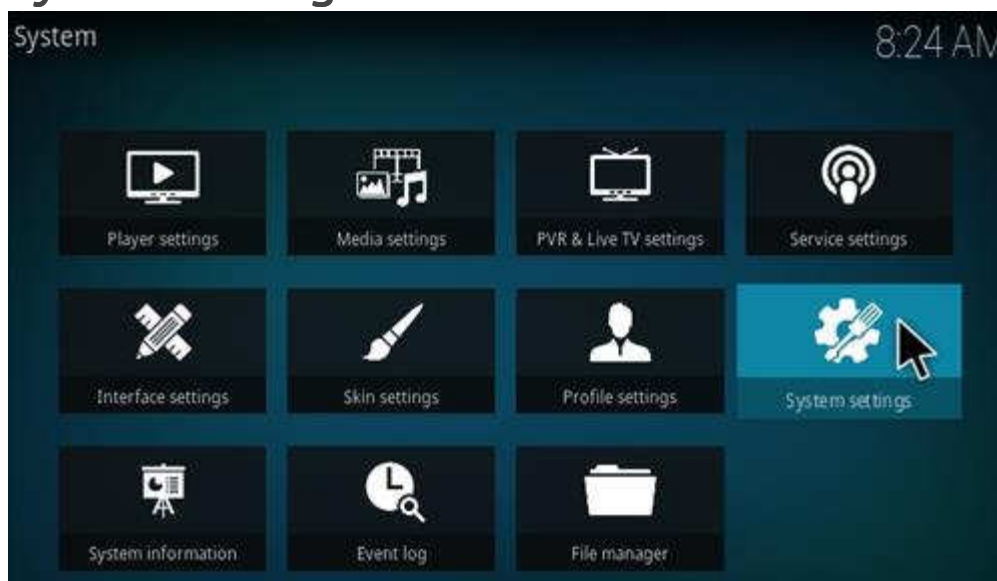 System 8:24 AM
Player settings Media settings PVR & Live TV settings Service settings
Interface settings Skin settings Profile settings System settings
System information Event log File manager